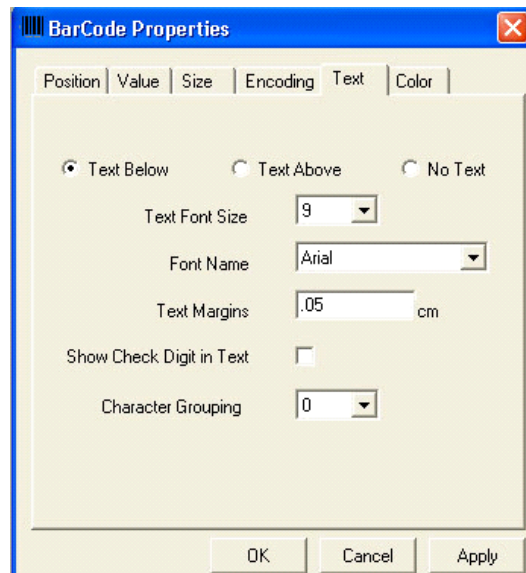 BarCode Properties
Position Value Size Encoding Text Color
Text Below Text Above No Text
Text Font Size 9
Font Name Arial
Text Margins .05 cm
Show Check Digit in Text
Character Grouping 0
OK Cancel Apply